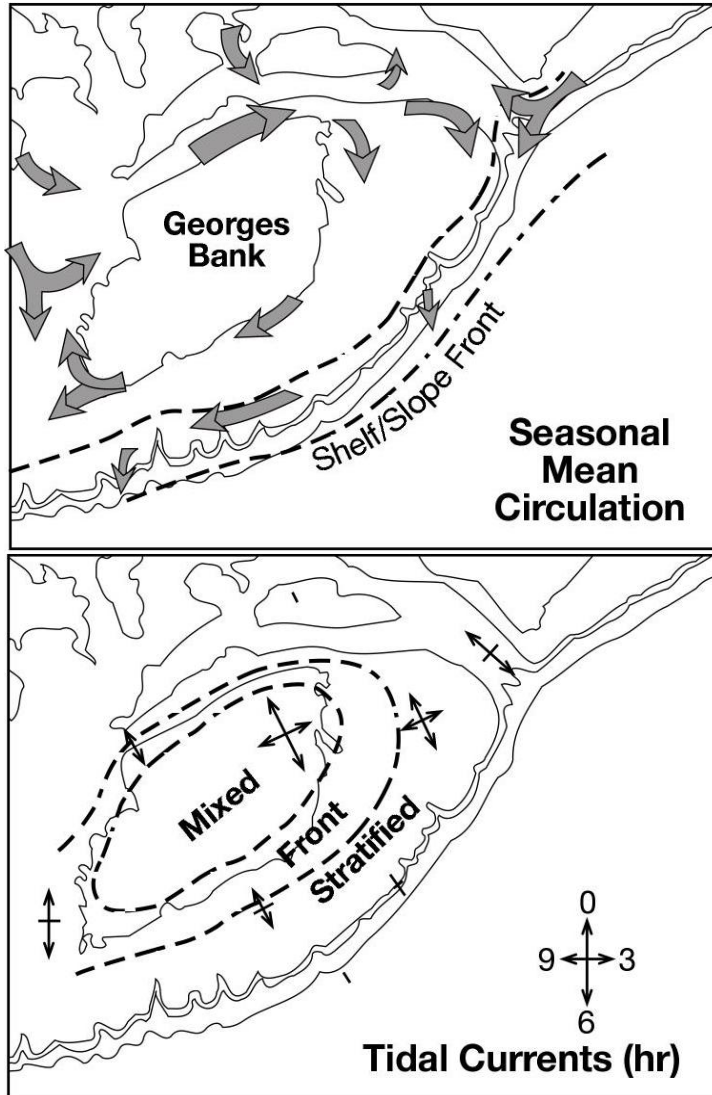 Georges
Bank
Shelf/Slope Front
Seasonal
Mean
Circulation
Mixed
Front
Stratified
0
9
3
6
Tidal Currents (hr)